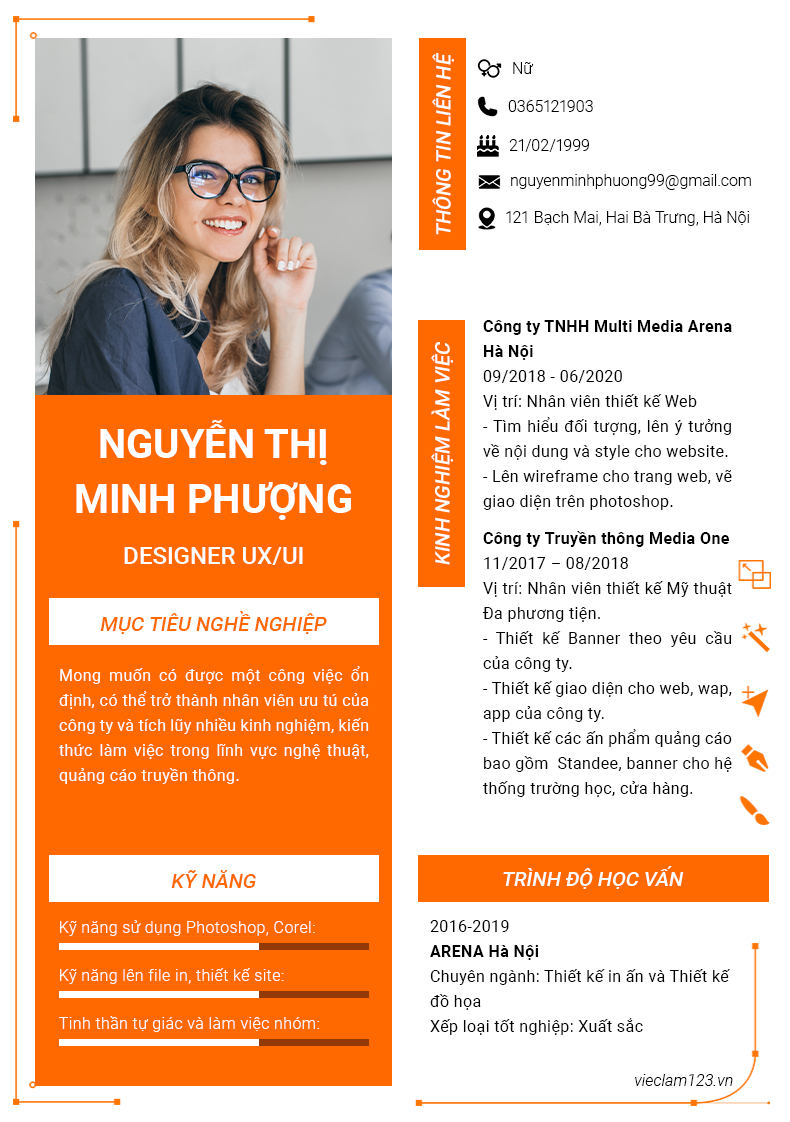 NGUYỄN THỊ
MINH PHƯỢNG
DESIGNER UX/UI
MỤC TIÊU NGHỀ NGHIỆP
Mong muốn có được một công việc ổn
định, có thể trở thành nhân viên ưu tú của
công ty và tích lũy nhiều kinh nghiệm, kiến
thức làm việc trong lĩnh vực nghệ thuật,
quảng cáo truyền thông.
KỸ NĂNG
Kỹ năng sử dụng Photoshop, Corel:
Kỹ năng lên file in, thiết kế site:
Tinh thần tự giác và làm việc nhóm:
THÔNG TIN LIÊN HỆ
Nữ
0365121903
21/02/1999
nguyenminhphuong99@gmail.com
121 Bạch Mai, Hai Bà Trưng, Hà Nội
KINH NGHIỆM LÀM VIỆC
Công ty TNHH Multi Media Arena
Hà Nội
09/2018 - 06/2020
Vị trí: Nhân viên thiết kế Web
- Tìm hiểu đối tượng, lên ý tưởng
về nội dung và style cho website.
- Lên wireframe cho trang web, vẽ
giao diện trên photoshop.
Công ty Truyền thông Media One
11/2017 – 08/2018
Vị trí: Nhân viên thiết kế Mỹ thuật
Đa phương tiện.
- Thiết kế Banner theo yêu cầu
của công ty.
- Thiết kế giao diện cho web, wap,
app của công ty.
- Thiết kế các ấn phẩm quảng cáo
bao gồm Standee, banner cho hệ
thống trường học, cửa hàng.
TRÌNH ĐỘ HỌC VẤN
2016-2019
ARENA Hà Nội
Chuyên ngành: Thiết kế in ấn và Thiết kế
đồ họa
Xếp loại tốt nghiệp: Xuất sắc
vieclam123.vn